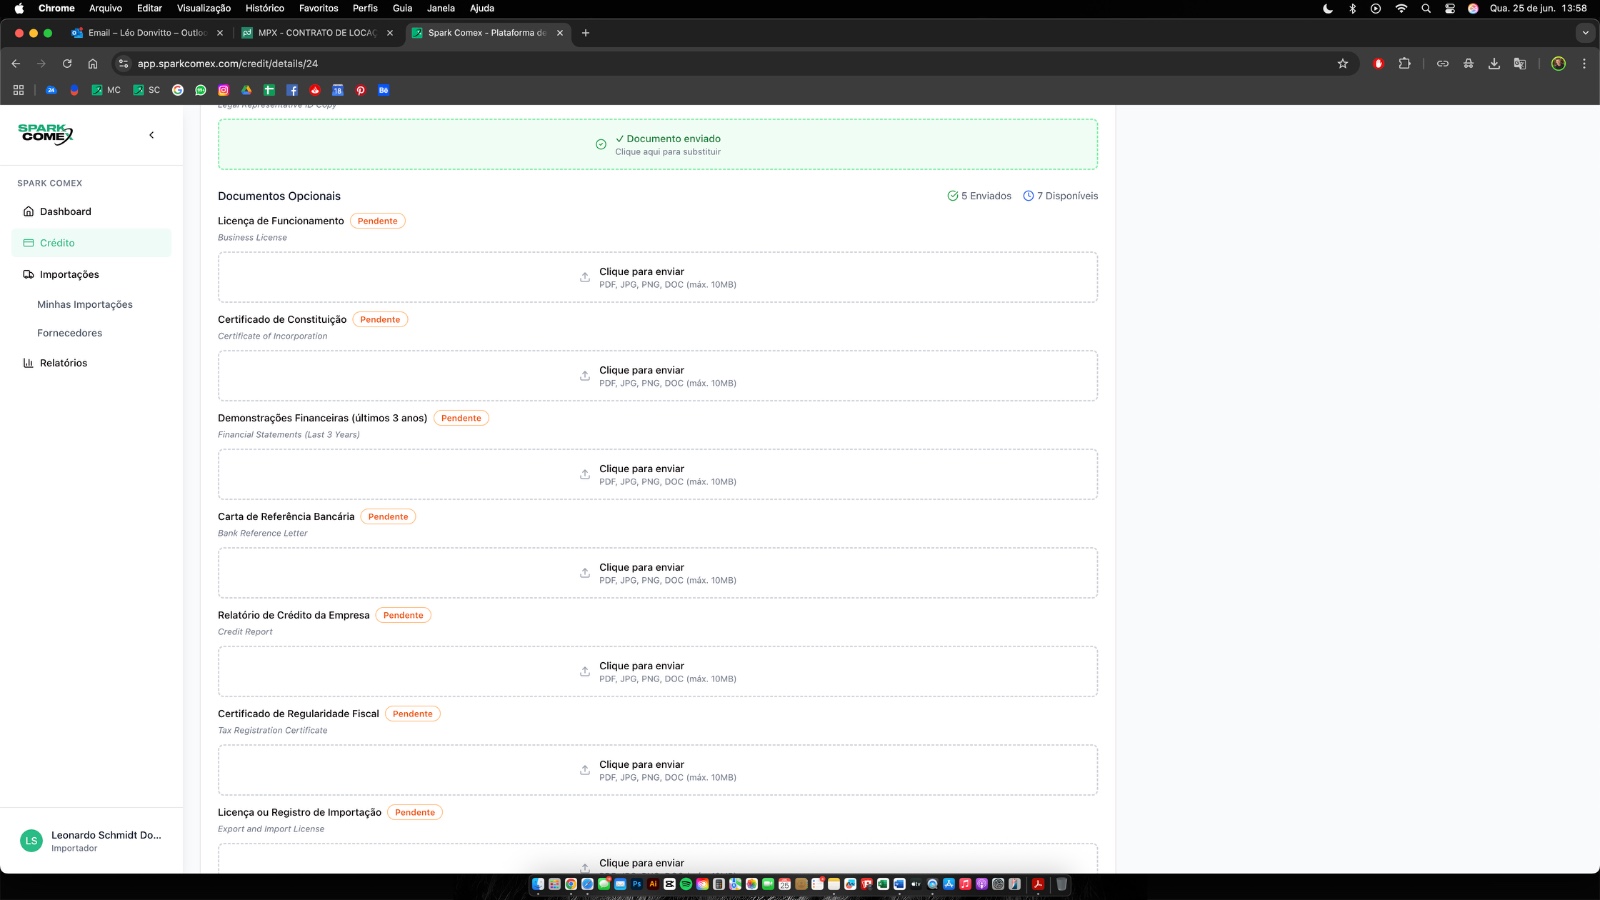 Chrome Arquivo Editar Visualização Histórico Favoritos Perfis Guia Janela Ajuda
Qua. 25 de jun. 13:58
Email – Léo Donvitto – Outlo
MPX - CONTRATO DE LOCAÇ
Spark Comex - Plataforma de
app.sparkcomex.com/credit/details/24
MC
SC
Legal Representative ID Copy
SPARK
COMEX
✓ Documento enviado
Clique aqui para substituir
SPARK COMEX
Dashboard
Crédito
Importações
Minhas Importações
Fornecedores
Relatórios
Documentos Opcionais
5 Enviados
7 Disponíveis
Licença de Funcionamento Pendente
Business License
Clique para enviar
PDF, JPG, PNG, DOC (máx. 10MB)
Certificado de Constituição Pendente
Certificate of Incorporation
Clique para enviar
PDF, JPG, PNG, DOC (máx. 10MB)
Demonstrações Financeiras (últimos 3 anos) Pendente
Financial Statements (Last 3 Years)
Clique para enviar
PDF, JPG, PNG, DOC (máx. 10MB)
Carta de Referência Bancária Pendente
Bank Reference Letter
Clique para enviar
PDF, JPG, PNG, DOC (máx. 10MB)
Relatório de Crédito da Empresa Pendente
Credit Report
Clique para enviar
PDF, JPG, PNG, DOC (máx. 10MB)
Certificado de Regularidade Fiscal Pendente
Tax Registration Certificate
Clique para enviar
PDF, JPG, PNG, DOC (máx. 10MB)
Licença ou Registro de Importação Pendente
Export and Import License
Clique para enviar
LS
Leonardo Schmidt Do...
Importador